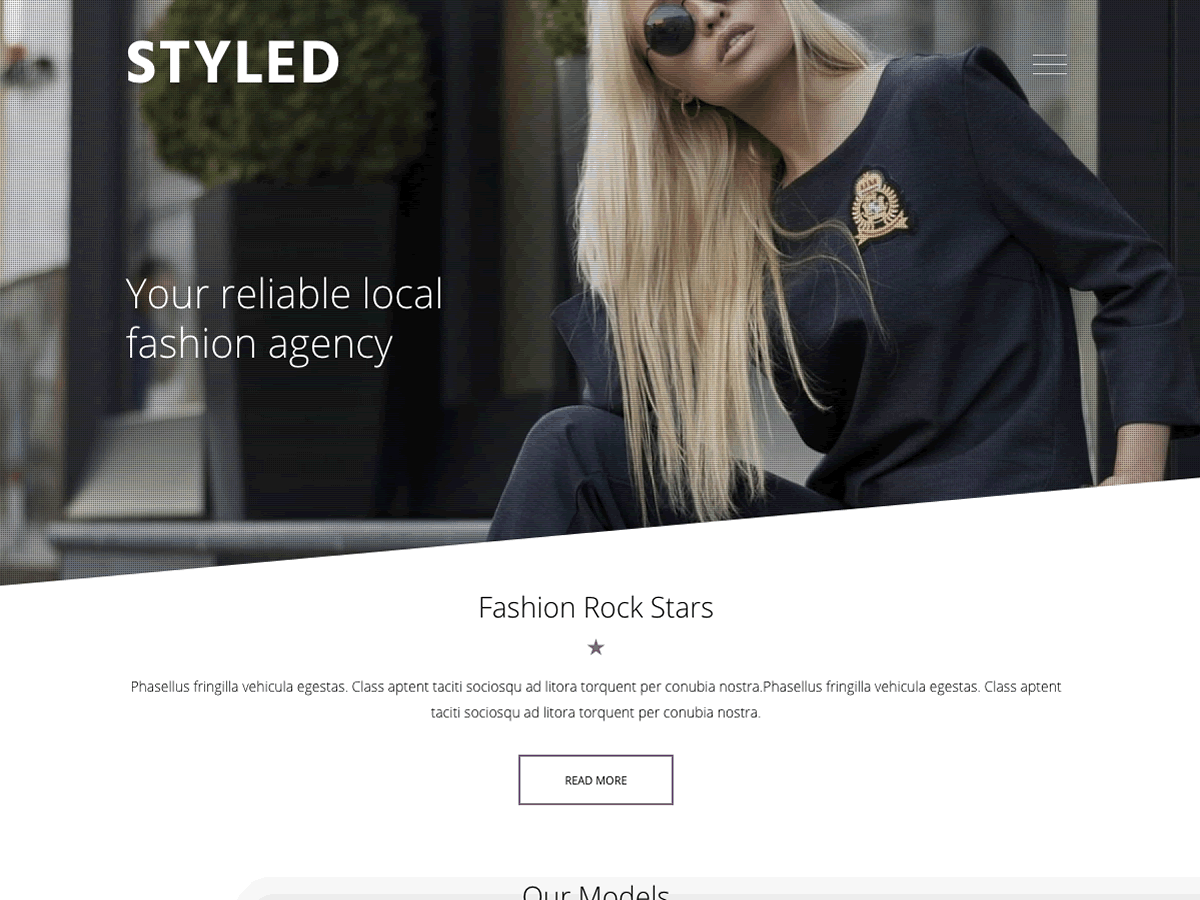 STYLED
Your reliable local
fashion agency
Fashion Rock Stars
Phasellus fringilla vehicula egestas. Class aptent taciti sociosqu ad litora torquent per conubia nostra.Phasellus fringilla vehicula egestas. Class aptent
taciti sociosqu ad litora torquent per conubia nostra.
READ MORE
Our Models